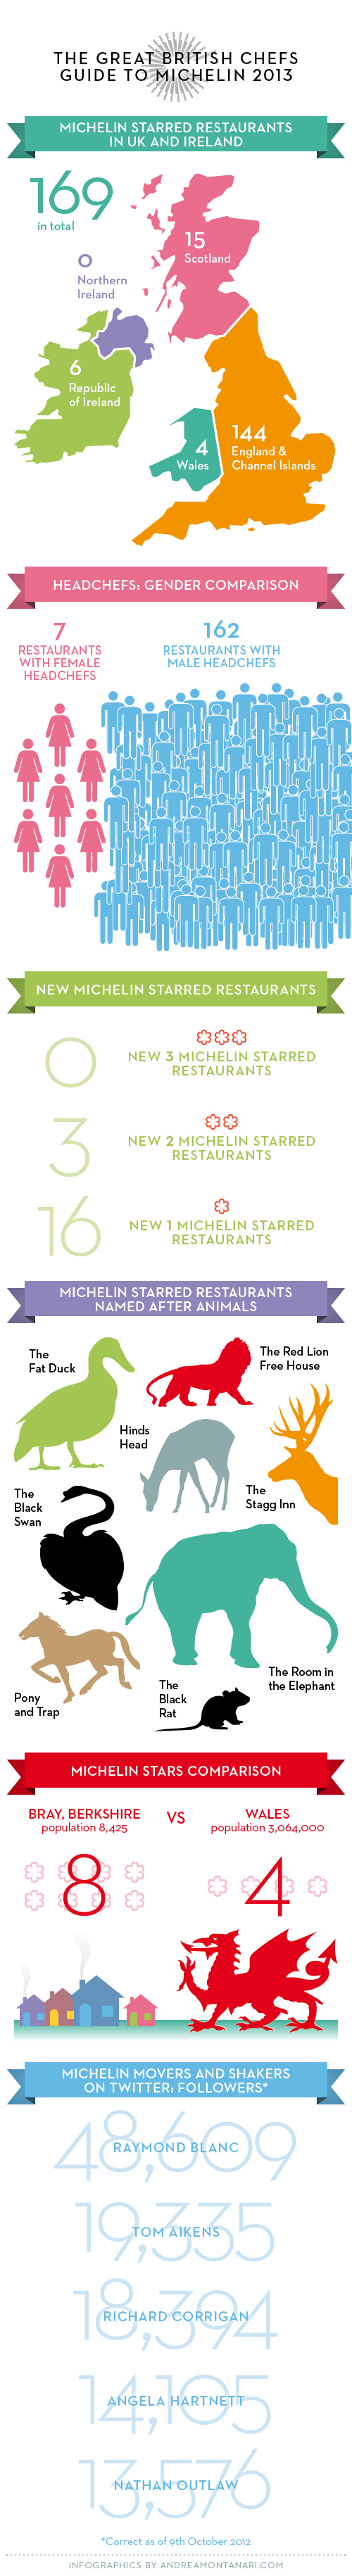 THE GREAT BRITISH CHEFS
GUIDE TO MICHELIN 2013
MICHELIN STARRED RESTAURANTS
IN UK AND IRELAND
169
in total
15
Scotland
0
Northern
Ireland
6
Republic
of Ireland
4
Wales
144
England &
Channel Islands
HEADCHEFS: GENDER COMPARISON
7
RESTAURANTS
WITH FEMALE
HEADCHEFS
162
RESTAURANTS WITH
MALE HEADCHEFS
NEW MICHELIN STARRED RESTAURANTS
0
NEW 3 MICHELIN STARRED
RESTAURANTS
3
NEW 2 MICHELIN STARRED
RESTAURANTS
16
NEW 1 MICHELIN STARRED
RESTAURANTS
MICHELIN STARRED RESTAURANTS
NAMED AFTER ANIMALS
The
Fat Duck
The Red Lion
Free House
Hinds
Head
The
Stagg Inn
The
Black
Swan
The Room in
the Elephant
Pony
and Trap
The
Black
Rat
MICHELIN STARS COMPARISON
BRAY, BERKSHIRE
population 8,425
VS
WALES
population 3,064,000
8
4
MICHELIN MOVERS AND SHAKERS
ON TWITTER: FOLLOWERS*
48,609
RAYMOND BLANC
19,335
TOM AIKENS
18,394
RICHARD CORRIGAN
14,105
ANGELA HARTNETT
13,576
NATHAN OUTLAW
*Correct as of 9th October 2012
INFOGRAPHICS BY ANDREAMONTANARI.COM